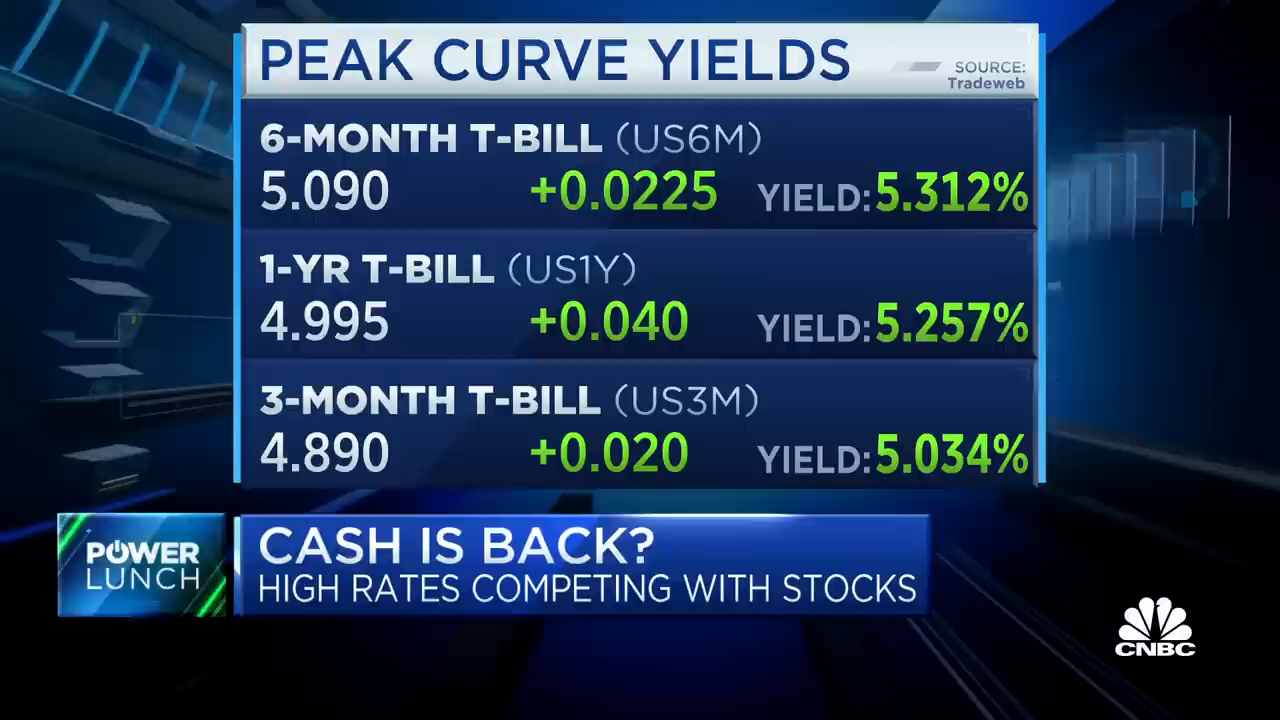 PEAK CURVE YIELDS
SOURCE:
Tradeweb
6-MONTH T-BILL (US6M)
5.090 +0.0225 YIELD: 5.312%
1-YR T-BILL (US1Y)
4.995 +0.040 YIELD: 5.257%
3-MONTH T-BILL (US3M)
4.890 +0.020 YIELD: 5.034%
POWER
LUNCH
CASH IS BACK?
HIGH RATES COMPETING WITH STOCKS
CNBC